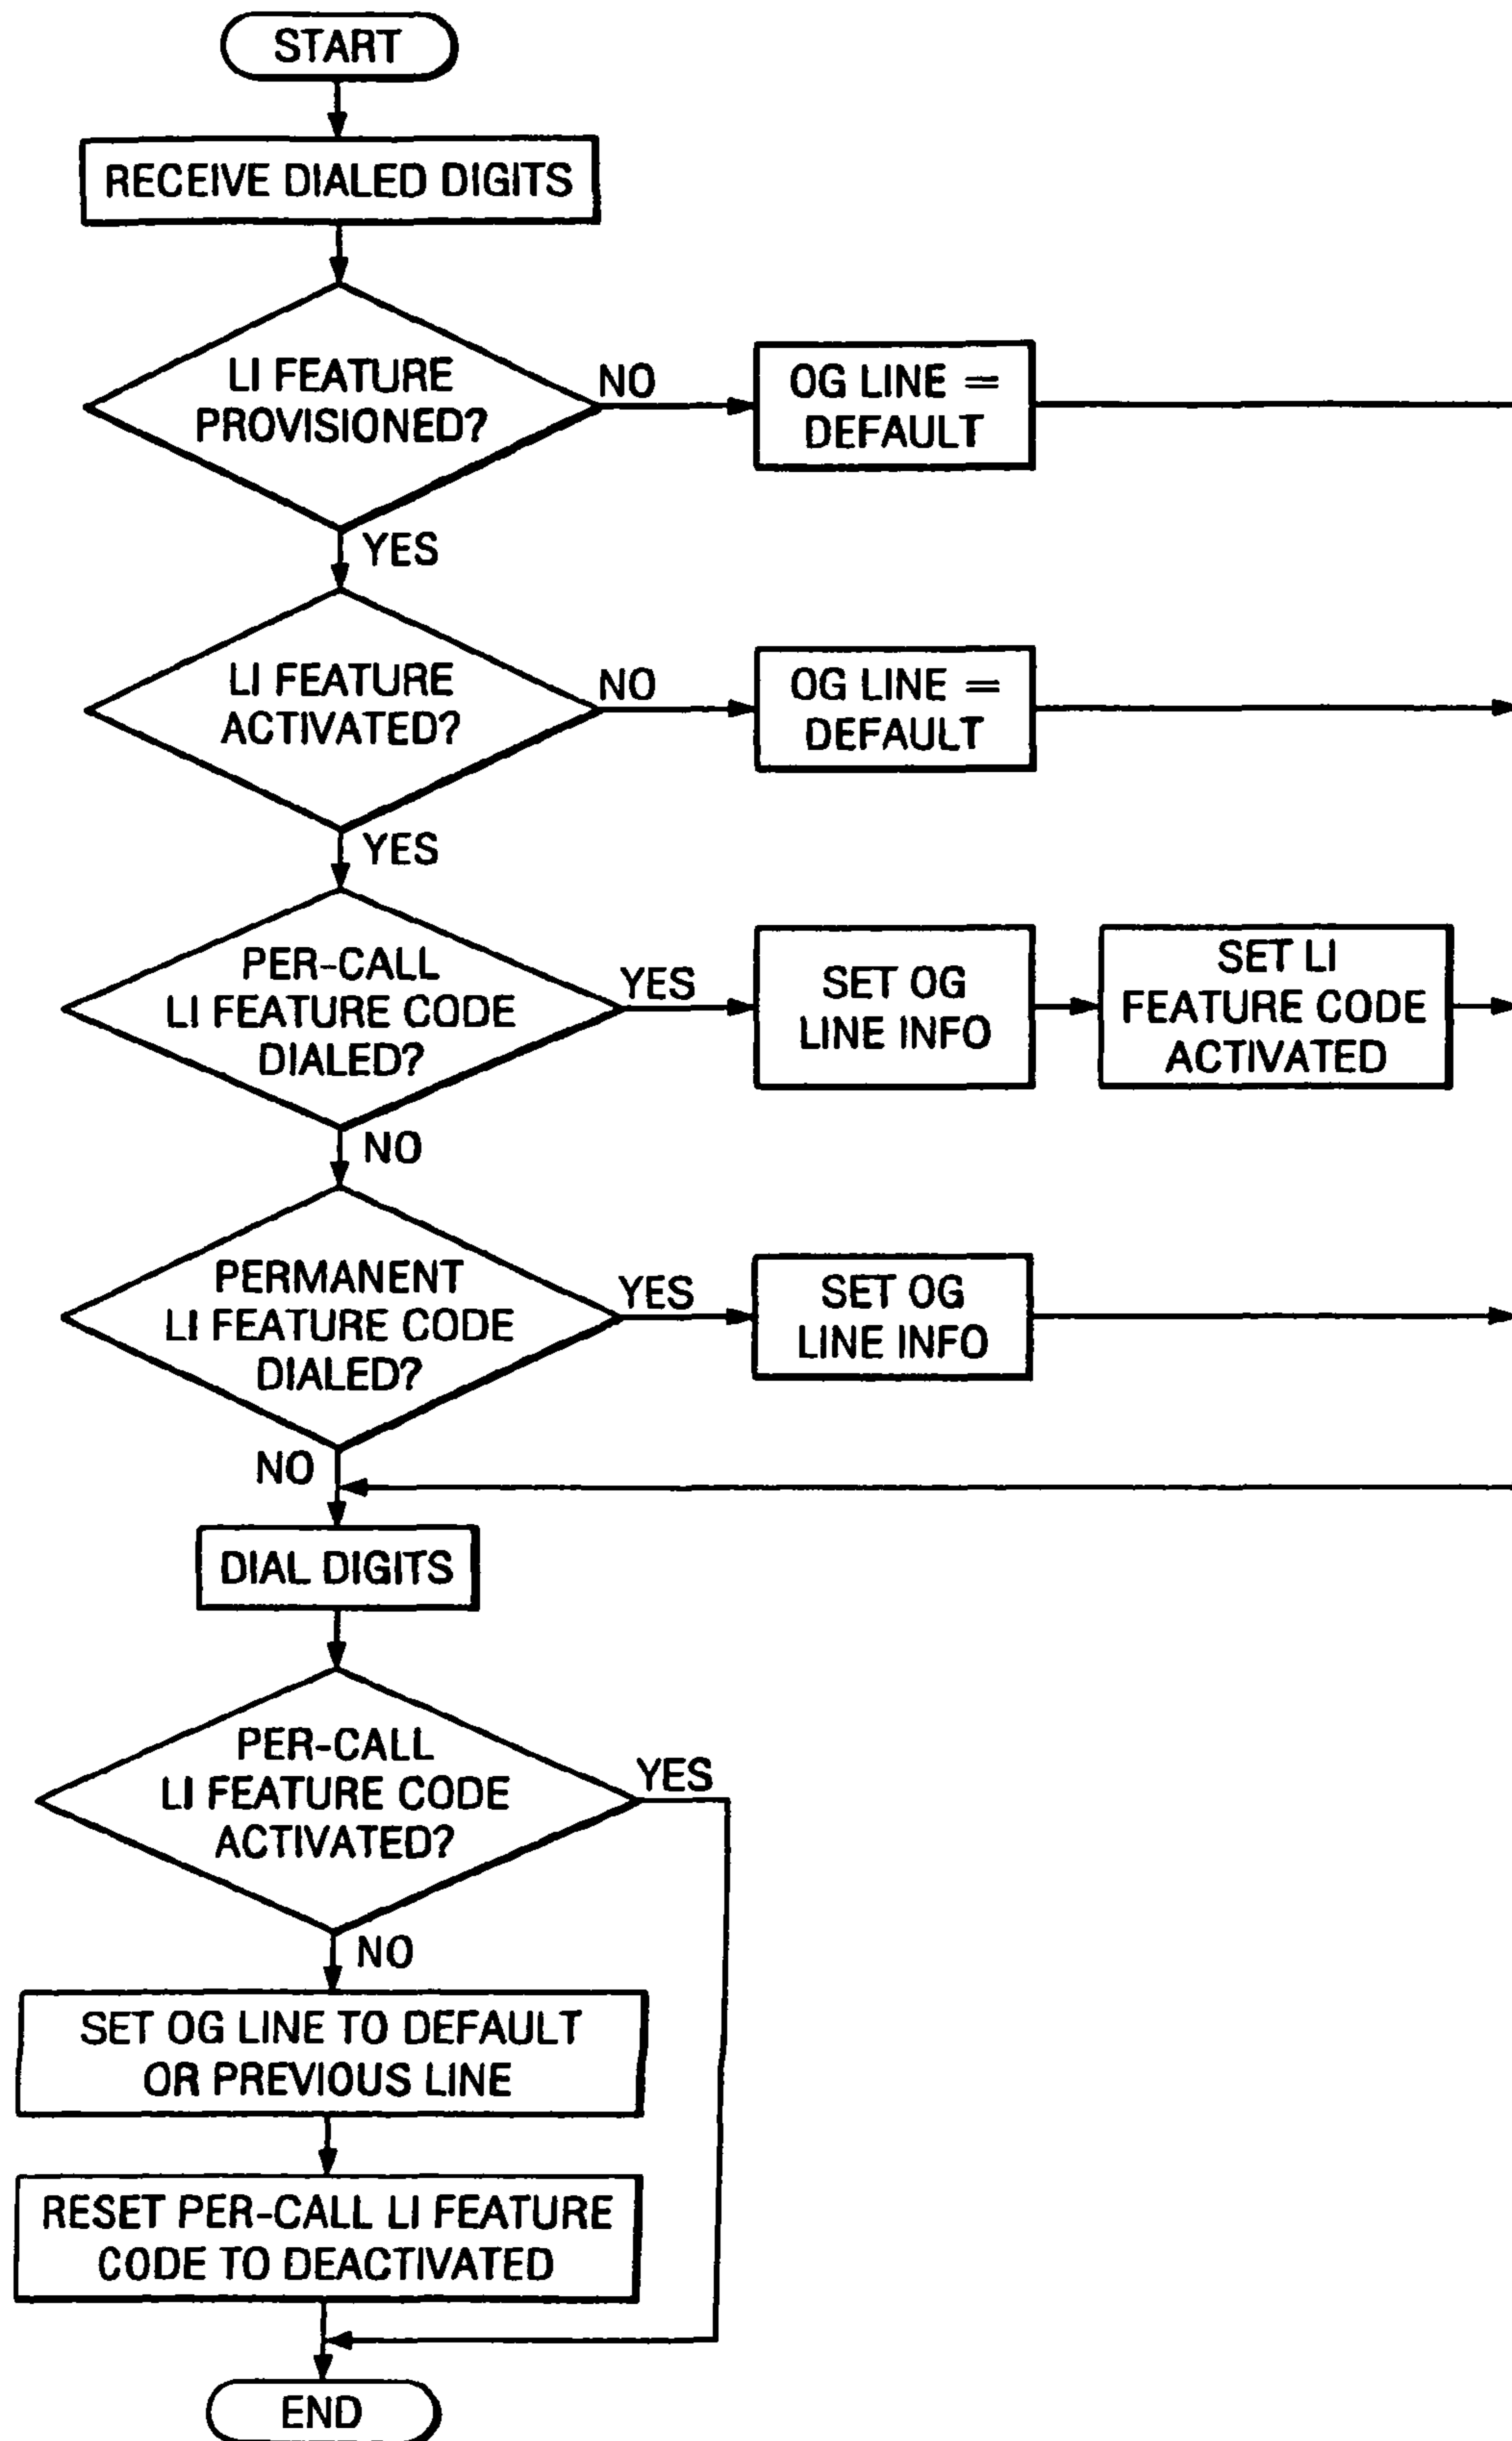 START
RECEIVE DIALED DIGITS
LI FEATURE
PROVISIONED?
NO
OG LINE =
DEFAULT
YES
LI FEATURE
ACTIVATED?
NO
OG LINE =
DEFAULT
YES
PER-CALL
LI FEATURE CODE
DIALED?
YES
SET OG
LINE INFO
SET LI
FEATURE CODE
ACTIVATED
NO
PERMANENT
LI FEATURE CODE
DIALED?
YES
SET OG
LINE INFO
NO
DIAL DIGITS
PER-CALL
LI FEATURE CODE
ACTIVATED?
YES
NO
SET OG LINE TO DEFAULT
OR PREVIOUS LINE
RESET PER-CALL LI FEATURE
CODE TO DEACTIVATED
END